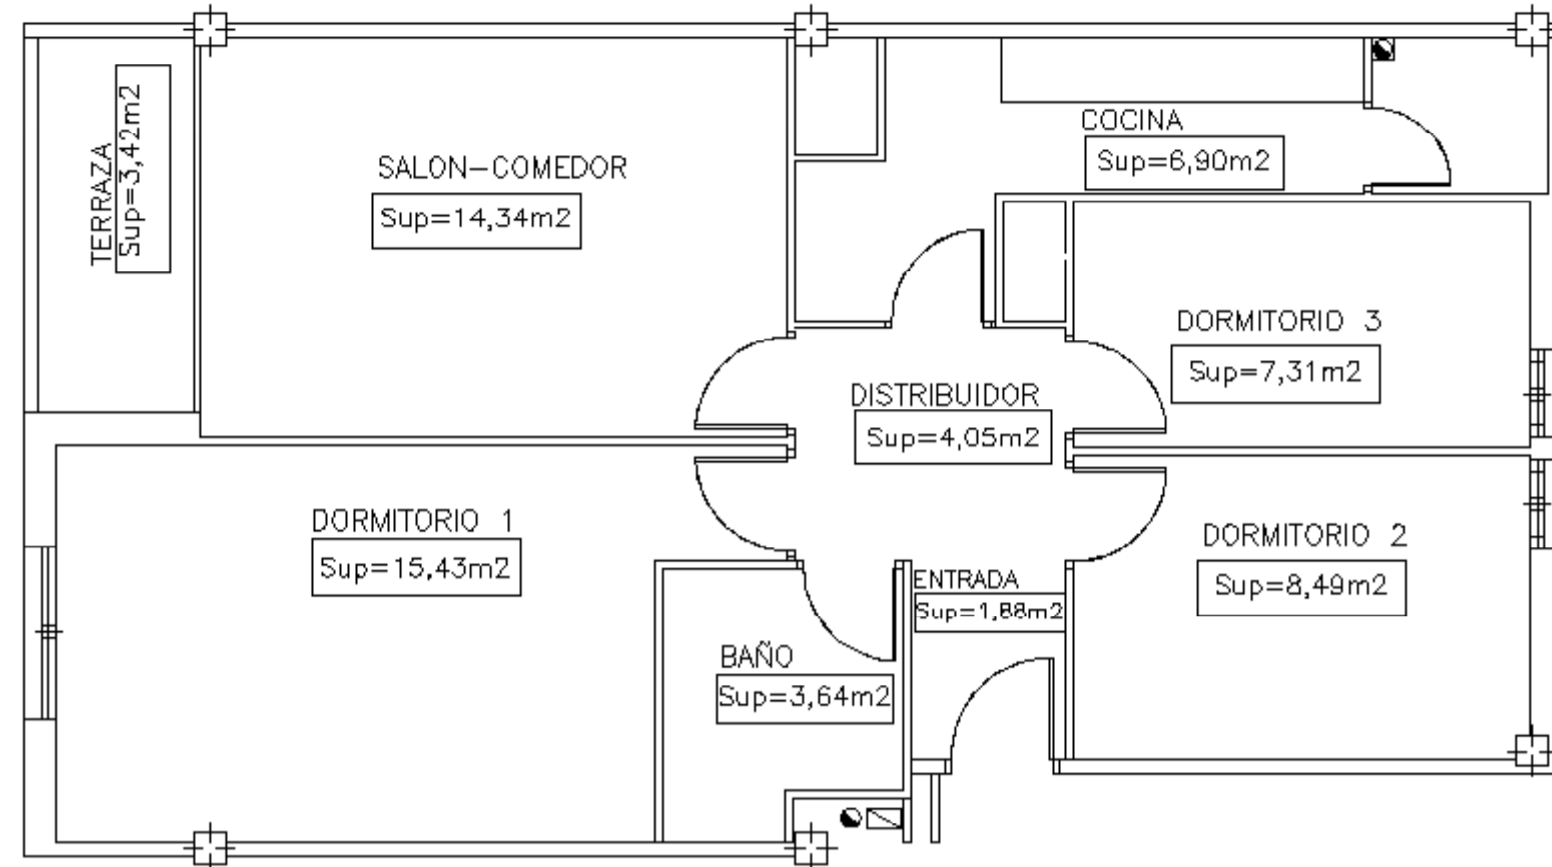 TERRAZA
Sup=3,42m2
SALON-COMEDOR
Sup=14,34m2
COCINA
Sup=6,90m2
DORMITORIO 3
Sup=7,31m2
DISTRIBUIDOR
Sup=4,05m2
DORMITORIO 1
Sup=15,43m2
DORMITORIO 2
Sup=8,49m2
ENTRADA
Sup=1,88m2
BAÑO
Sup=3,64m2